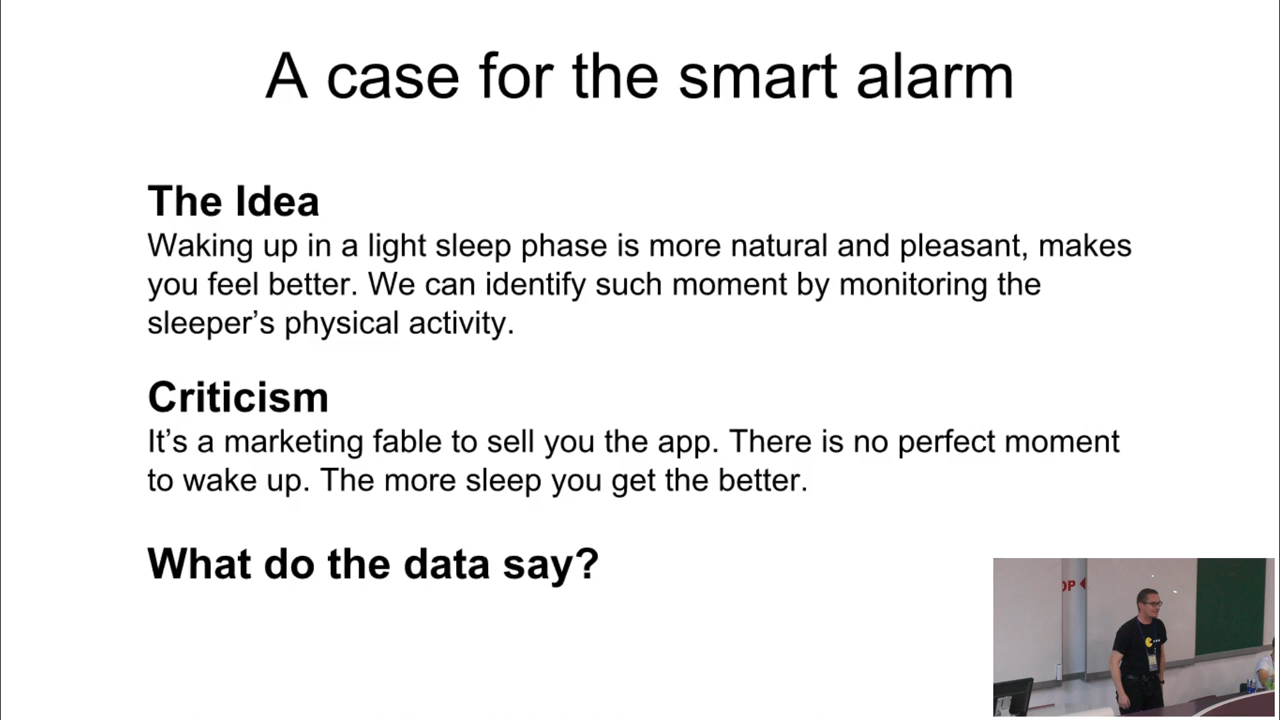 A case for the smart alarm
The Idea
Waking up in a light sleep phase is more natural and pleasant, makes
you feel better. We can identify such moment by monitoring the
sleeper’s physical activity.
Criticism
It’s a marketing fable to sell you the app. There is no perfect moment
to wake up. The more sleep you get the better.
What do the data say?
OP